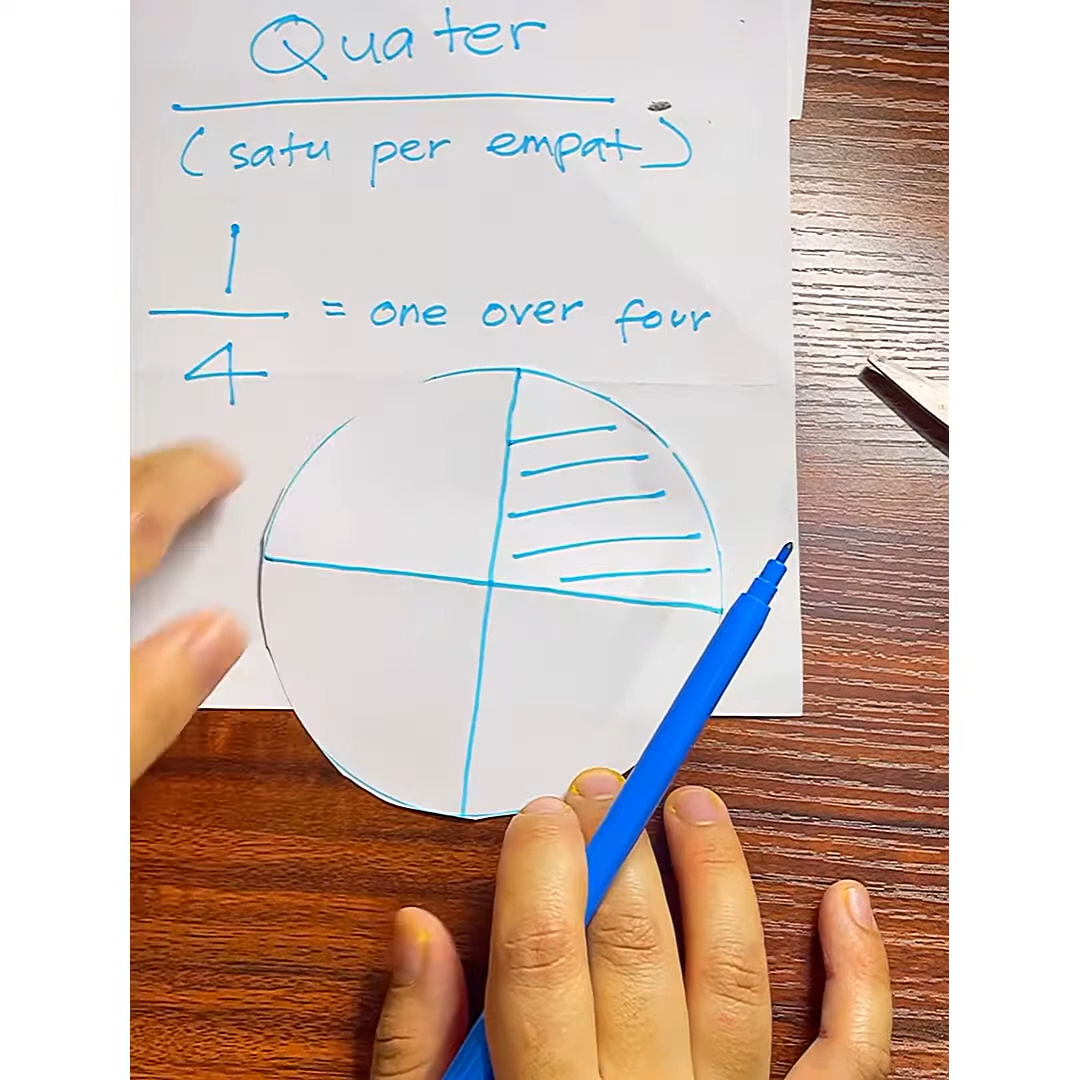 Quater
(satu per empat)
1
4
= one over four